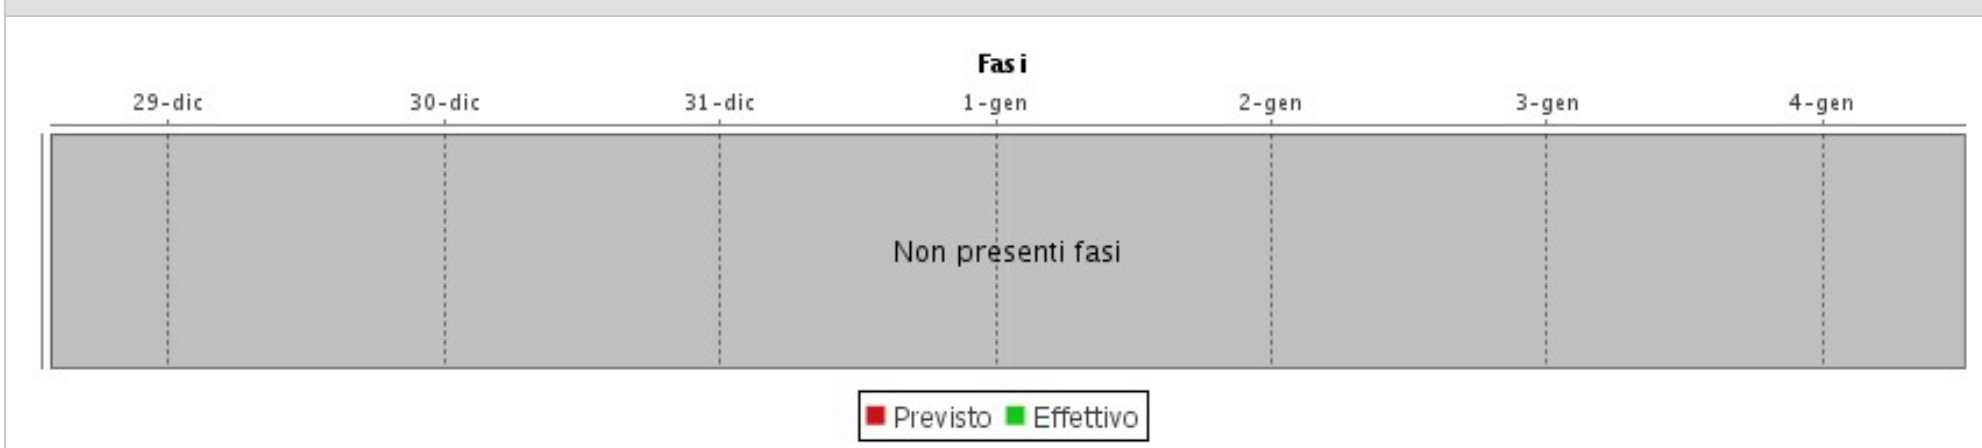 Fasi
29-dic 30-dic 31-dic 1-gen 2-gen 3-gen 4-gen
Non presenti fasi
Previsto Effettivo